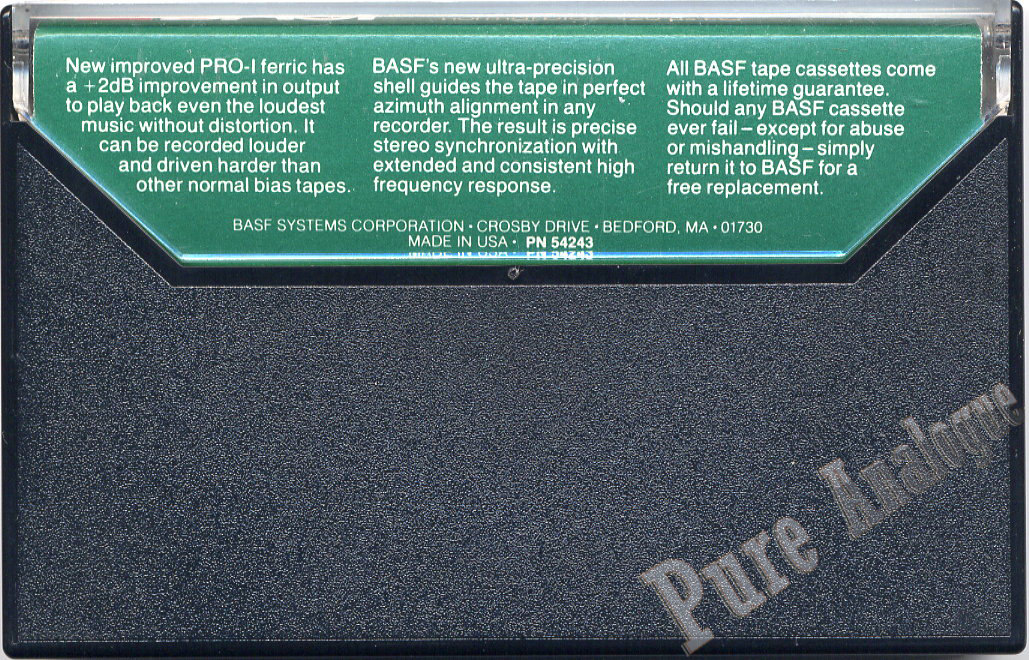 New improved PRO-I ferric has
a +2dB improvement in output
to play back even the loudest
music without distortion. It
can be recorded louder
and driven harder than
other normal bias tapes.
BASF's new ultra-precision
shell guides the tape in perfect
azimuth alignment in any
recorder. The result is precise
stereo synchronization with
extended and consistent high
frequency response.
All BASF tape cassettes come
with a lifetime guarantee.
Should any BASF cassette
ever fail – except for abuse
or mishandling – simply
return it to BASF for a
free replacement.
BASF SYSTEMS CORPORATION • CROSBY DRIVE • BEDFORD, MA • 01730
MADE IN USA • PN 54243
Pure Analogue